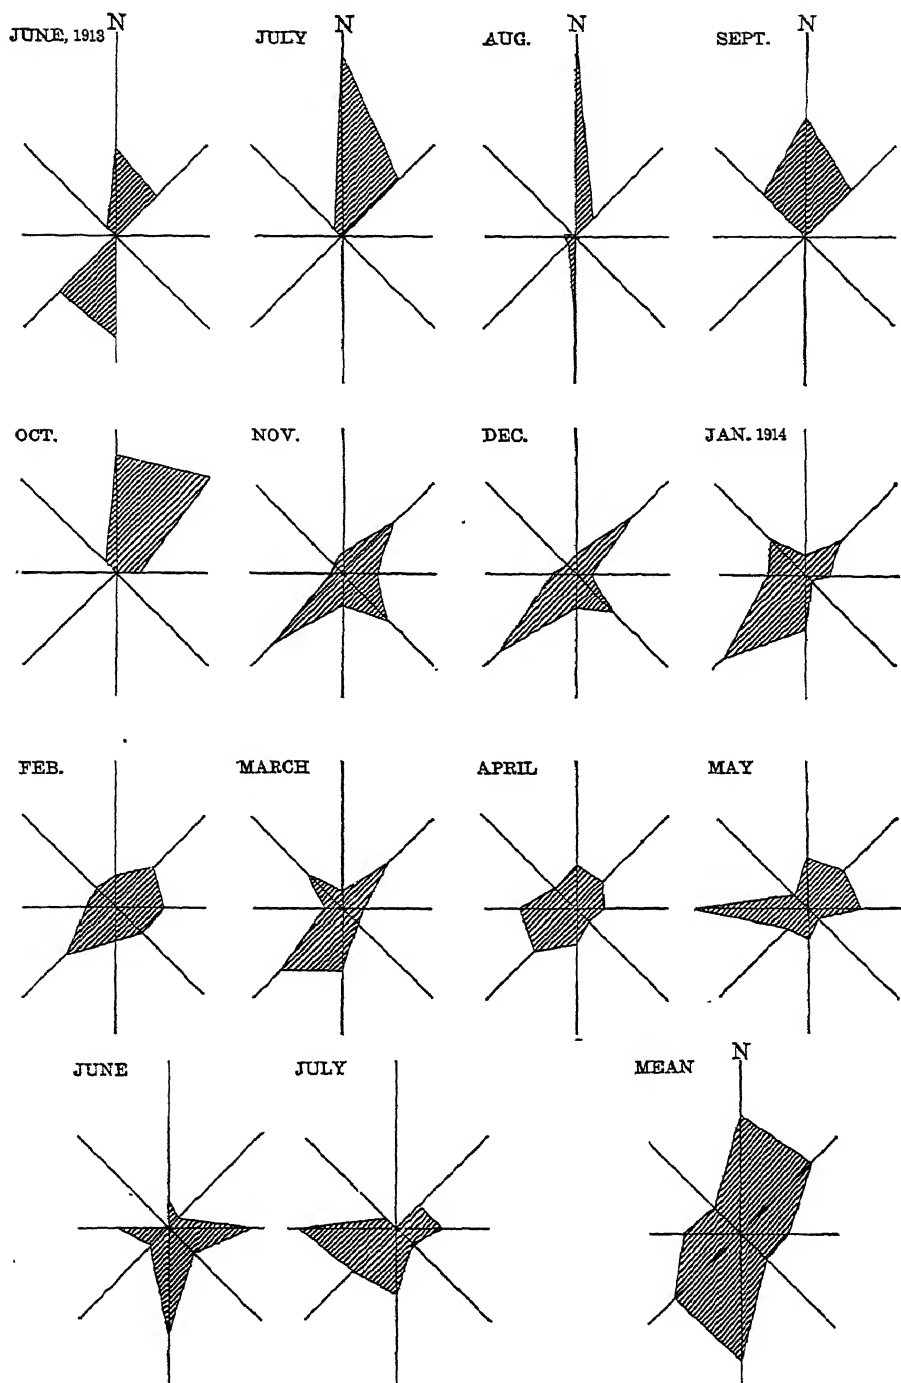 JUNE, 1913 N JULY N AUG. N SEPT. N
OCT. NOV. DEC. JAN. 1914
FEB. MARCH APRIL MAY
JUNE JULY MEAN N